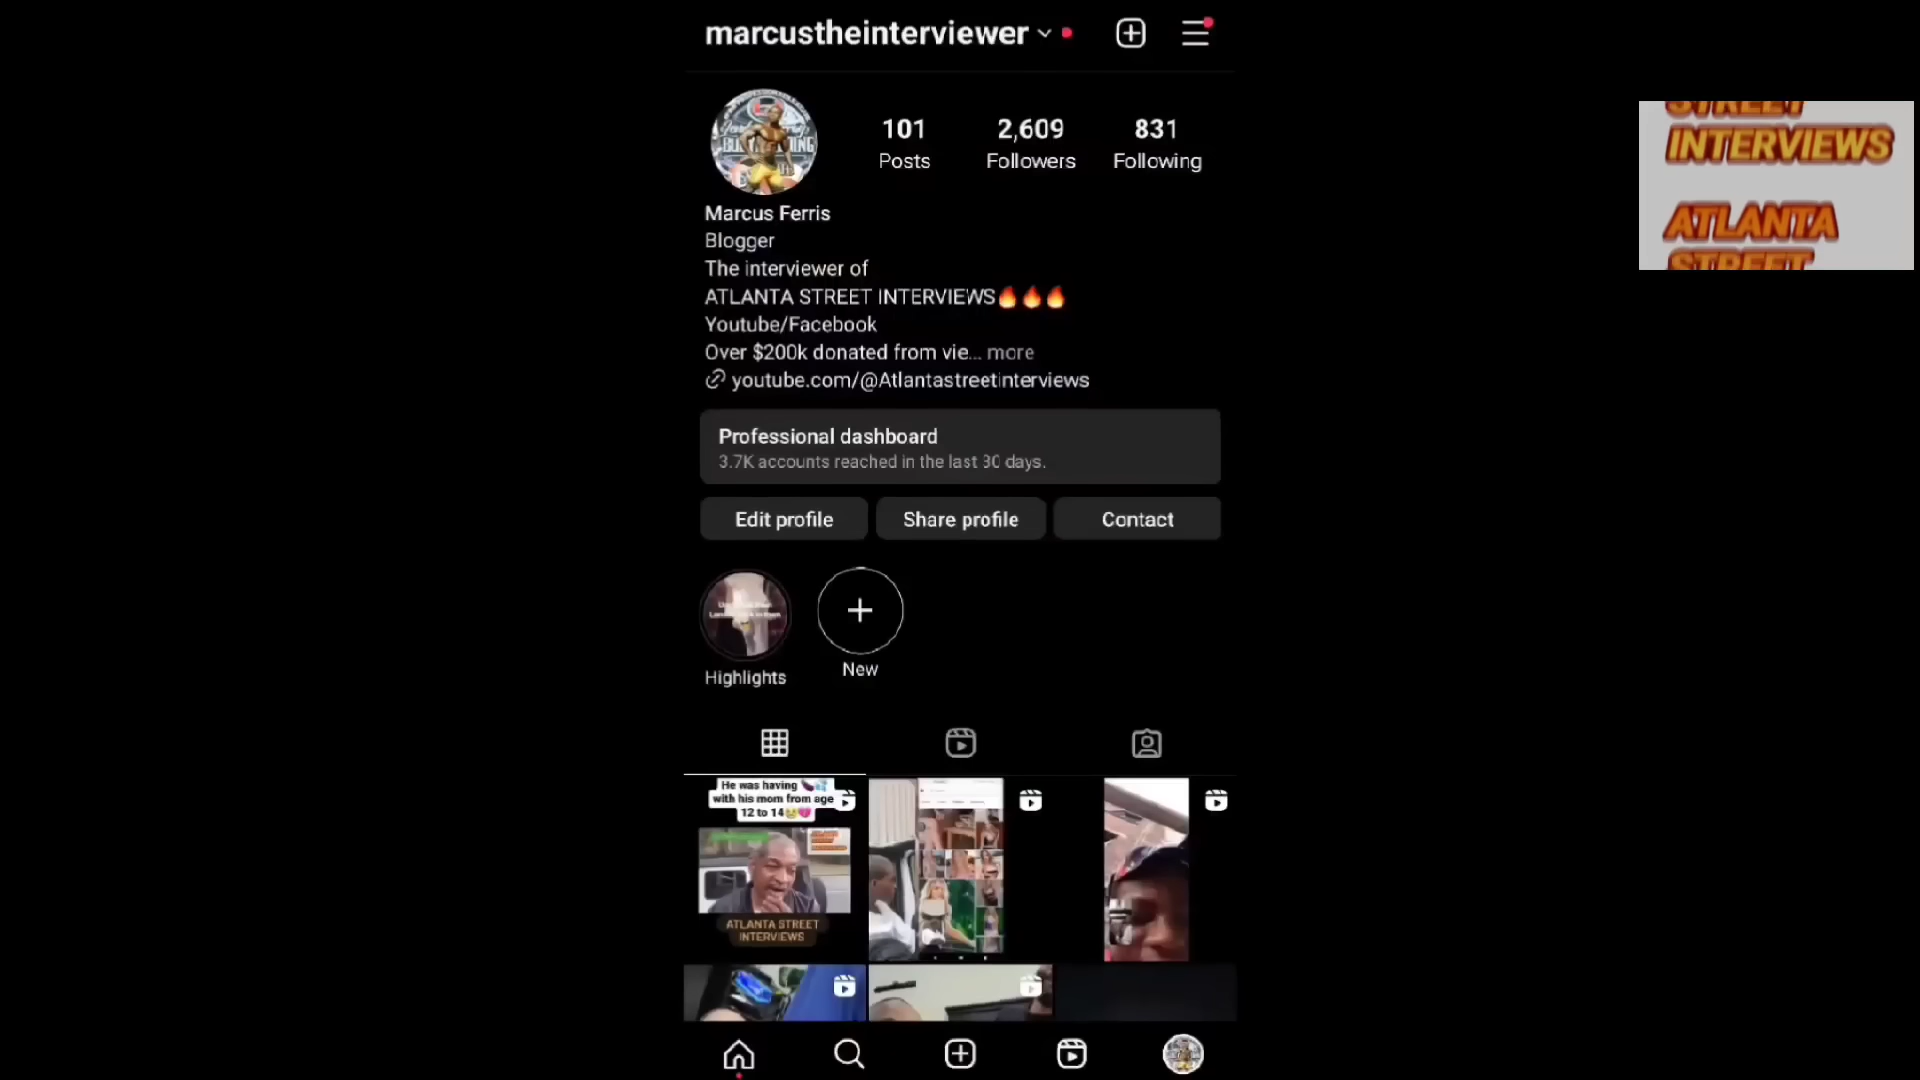 marcustheinterviewer
101
Posts
2,609
Followers
831
Following
Marcus Ferris
Blogger
The interviewer of
ATLANTA STREET INTERVIEWS🔥🔥🔥
Youtube/Facebook
Over $200k donated from vie... more
youtube.com/@Atlantastreetinterviews
Professional dashboard
3.7K accounts reached in the last 30 days.
Edit profile
Share profile
Contact
Highlights
New
He was having 🍆💦
with his mom from age
12 to 14😢💔
ATLANTA STREET
INTERVIEWS
STREET
INTERVIEWS
ATLANTA
STREET